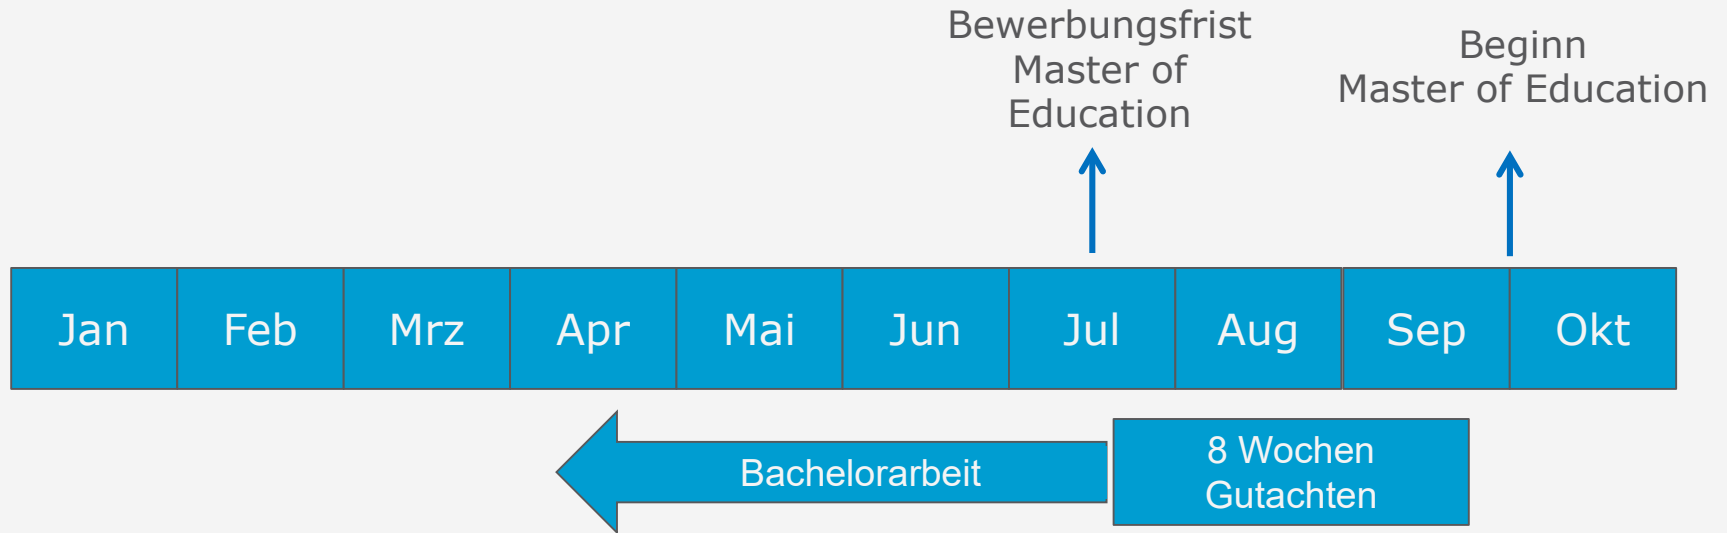 Bewerbungsfrist
Master of
Education
Beginn
Master of Education
Jan Feb Mrz Apr Mai Jun Jul Aug Sep Okt
Bachelorarbeit
8 Wochen
Gutachten